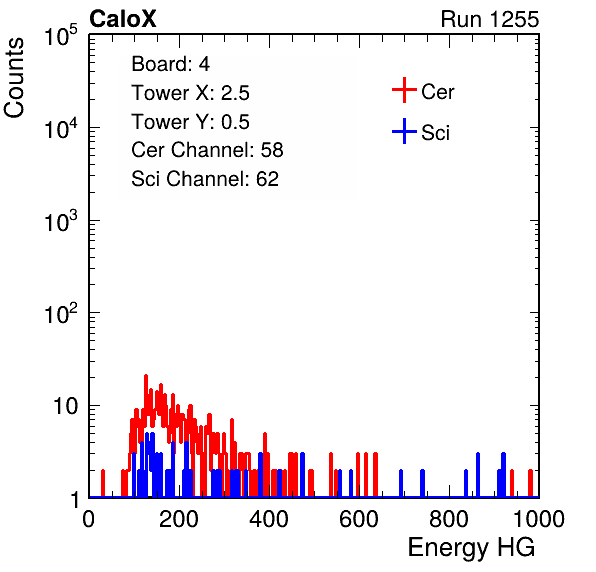 CaloX Run 1255
Counts
10^5
10^4
10^3
10^2
10
1
Board: 4
Tower X: 2.5
Tower Y: 0.5
Cer Channel: 58
Sci Channel: 62
Cer
Sci
0 200 400 600 800 1000
Energy HG